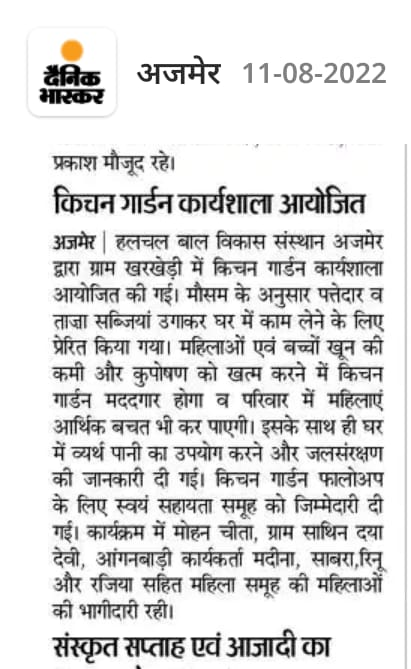 दैनिक
भास्कर
अजमेर 11-08-2022
प्रकाश मौजूद रहे।
किचन गार्डन कार्यशाला आयोजित
अजमेर | हलचल बाल विकास संस्थान अजमेर
द्वारा ग्राम खरखेड़ी में किचन गार्डन कार्यशाला
आयोजित की गई। मौसम के अनुसार पत्तेदार व
ताज़ा सब्जियां उगाकर घर में काम लेने के लिए
प्रेरित किया गया। महिलाओं एवं बच्चों खून की
कमी और कुपोषण को खत्म करने में किचन
गार्डन मददगार होगा व परिवार में महिलाएं
आर्थिक बचत भी कर पाएगी। इसके साथ ही घर
में व्यर्थ पानी का उपयोग करने और जलसंरक्षण
की जानकारी दी गई। किचन गार्डन फालोअप
के लिए स्वयं सहायता समूह को जिम्मेदारी दी
गई। कार्यक्रम में मोहन चीता, ग्राम साथिन दया
देवी, आंगनबाड़ी कार्यकर्ता मदीना, साबरा,रिनू
और रजिया सहित महिला समूह की महिलाओं
की भागीदारी रही।
संस्कृत सप्ताह एवं आजादी का